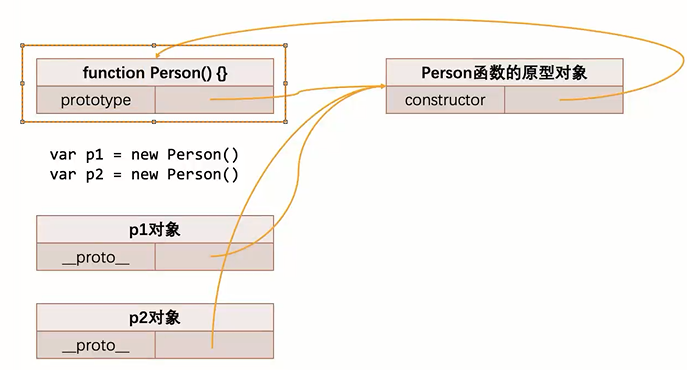 function Person() {}
prototype
Person函数的原型对象
constructor
var p1 = new Person()
var p2 = new Person()
p1对象
__proto__
p2对象
__proto__